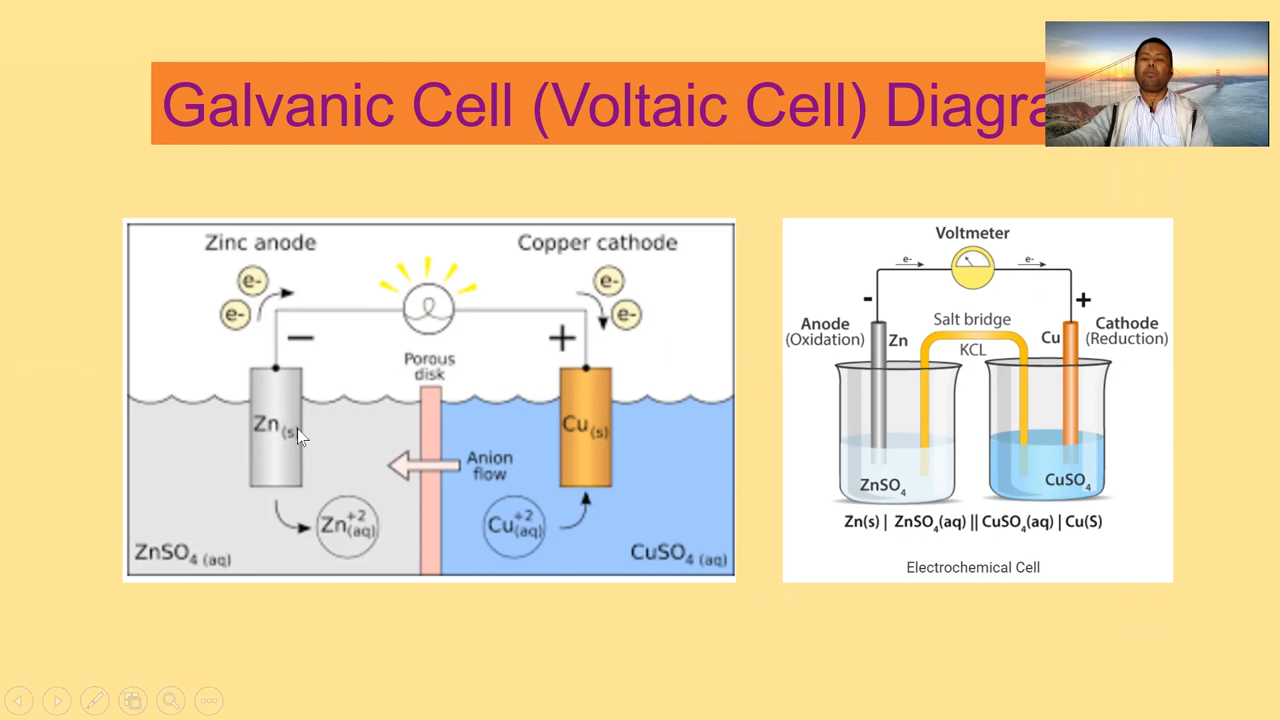 Galvanic Cell (Voltaic Cell) Diagra
Zinc anode
Copper cathode
e-
e-
e-
e-
−
+
Porous
disk
Zn (s)
Cu (s)
Anion
flow
Zn+2 (aq)
Cu+2 (aq)
ZnSO4 (aq)
CuSO4 (aq)
Voltmeter
e-
e-
-
+
Anode
(Oxidation)
Zn
Salt bridge
KCL
Cu
Cathode
(Reduction)
ZnSO4
CuSO4
Zn(s) | ZnSO4(aq) || CuSO4(aq) | Cu(S)
Electrochemical Cell